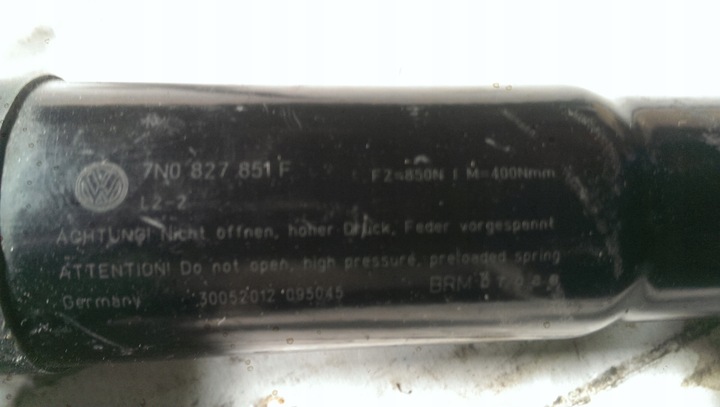 7N0 827 851 F FZ=850N / M=400Nmm
L2-2
ACHTUNG! Nicht öffnen, hoher Druck, Feder vorgespannt
ATTENTION! Do not open, high pressure, preloaded spring
Germany 30052012 095045 BRM